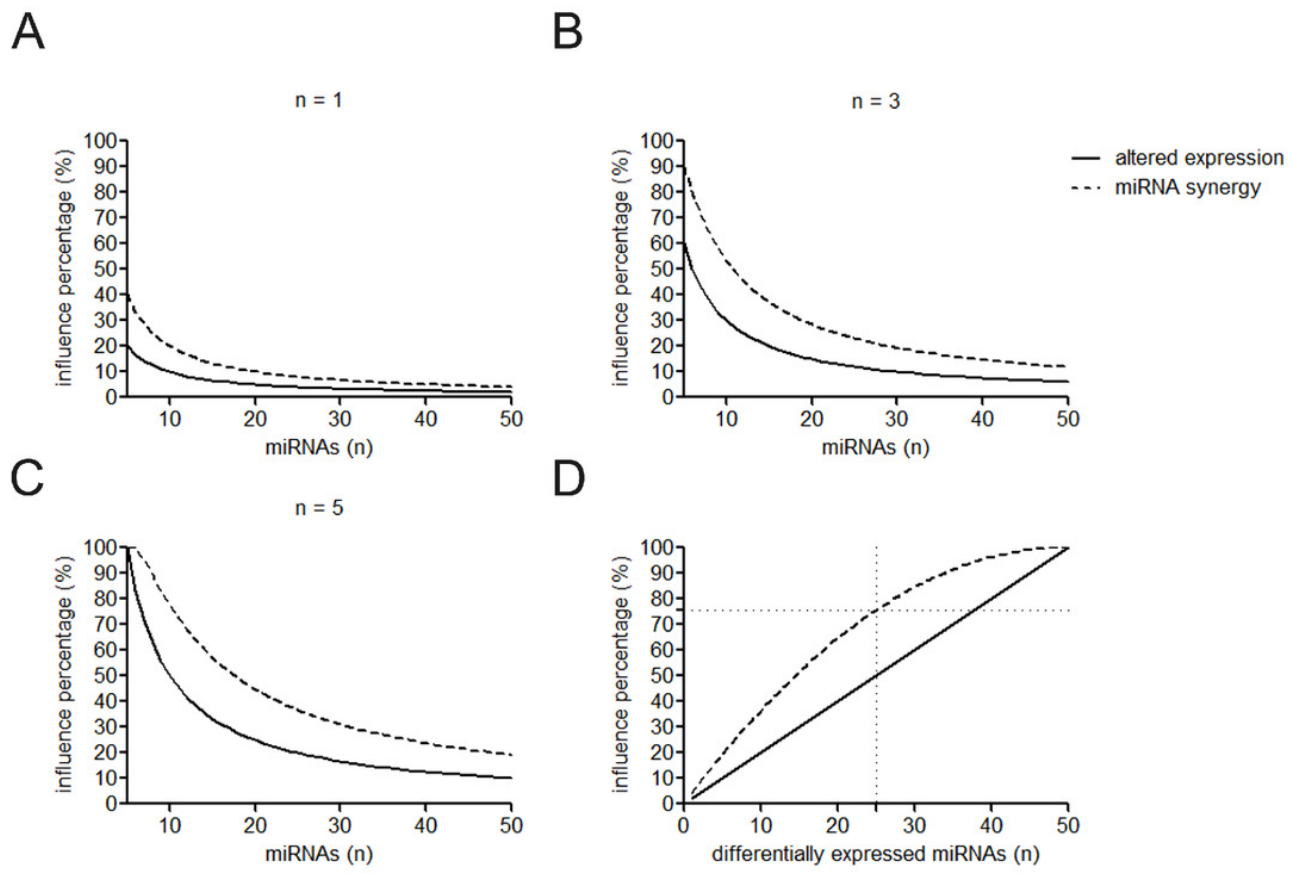 A
B
n = 1
n = 3
altered expression
miRNA synergy
influence percentage (%)
100
90
80
70
60
50
40
30
20
10
0
10 20 30 40 50
miRNAs (n)
influence percentage (%)
100
90
80
70
60
50
40
30
20
10
0
10 20 30 40 50
miRNAs (n)
C
D
n = 5
influence percentage (%)
100
90
80
70
60
50
40
30
20
10
0
10 20 30 40 50
miRNAs (n)
influence percentage (%)
100
90
80
70
60
50
40
30
20
10
0
0 10 20 30 40 50
differentially expressed miRNAs (n)